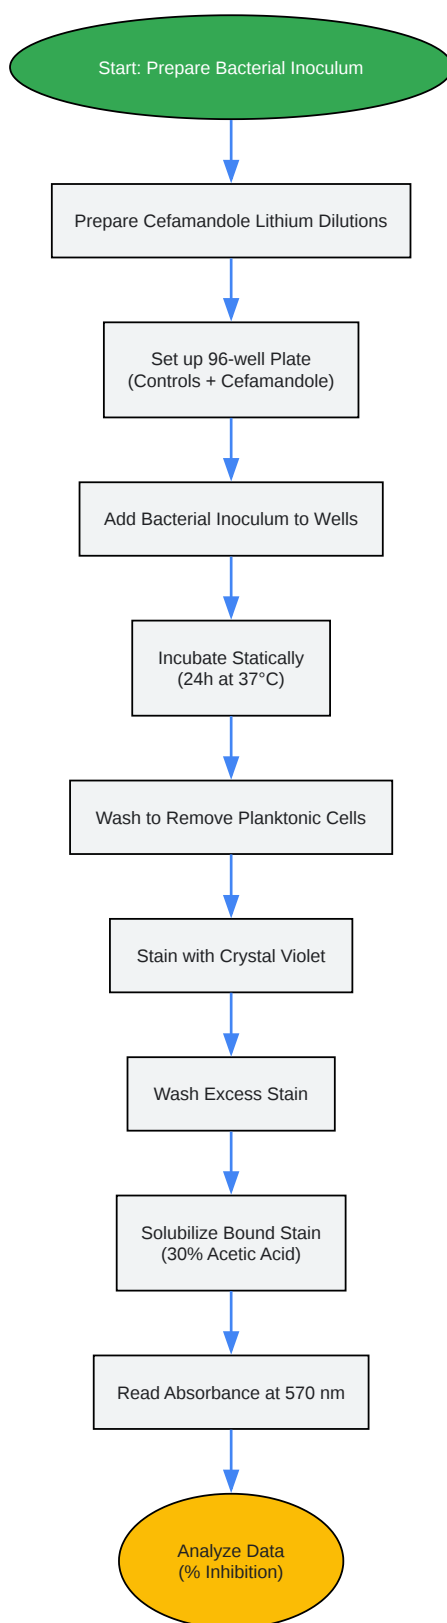 Start: Prepare Bacterial Inoculum
Prepare Cefamandole Lithium Dilutions
Set up 96-well Plate
(Controls + Cefamandole)
Add Bacterial Inoculum to Wells
Incubate Statically
(24h at 37°C)
Wash to Remove Planktonic Cells
Stain with Crystal Violet
Wash Excess Stain
Solubilize Bound Stain
(30% Acetic Acid)
Read Absorbance at 570 nm
Analyze Data
(% Inhibition)